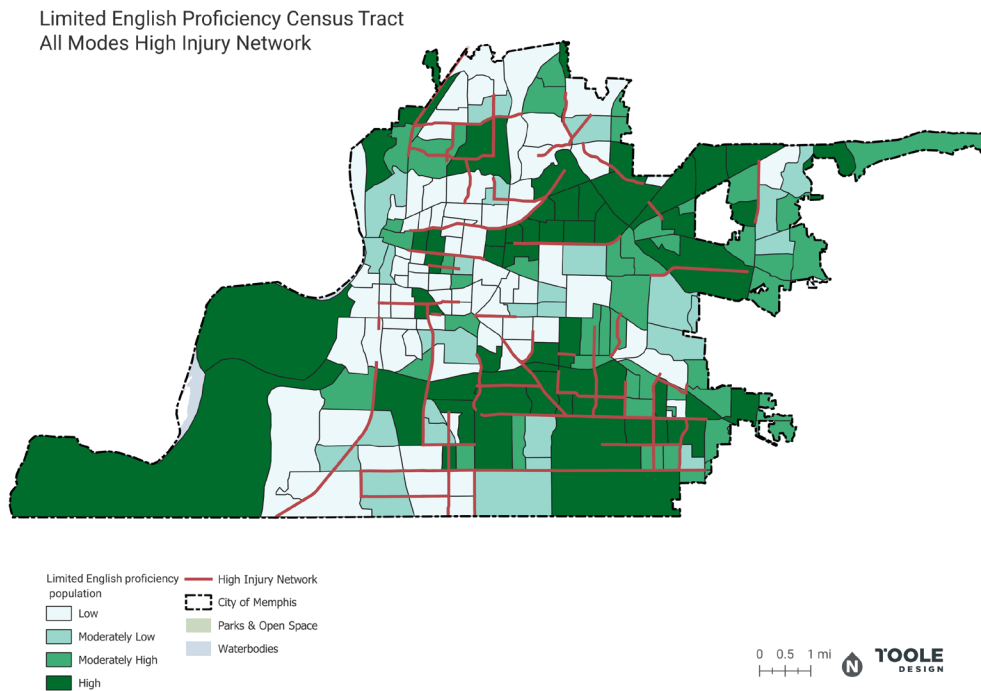 Limited English Proficiency Census Tract
All Modes High Injury Network
Limited English proficiency
population
Low
Moderately Low
Moderately High
High
High Injury Network
City of Memphis
Parks & Open Space
Waterbodies
0 0.5 1 mi
N
TOOLE
DESIGN